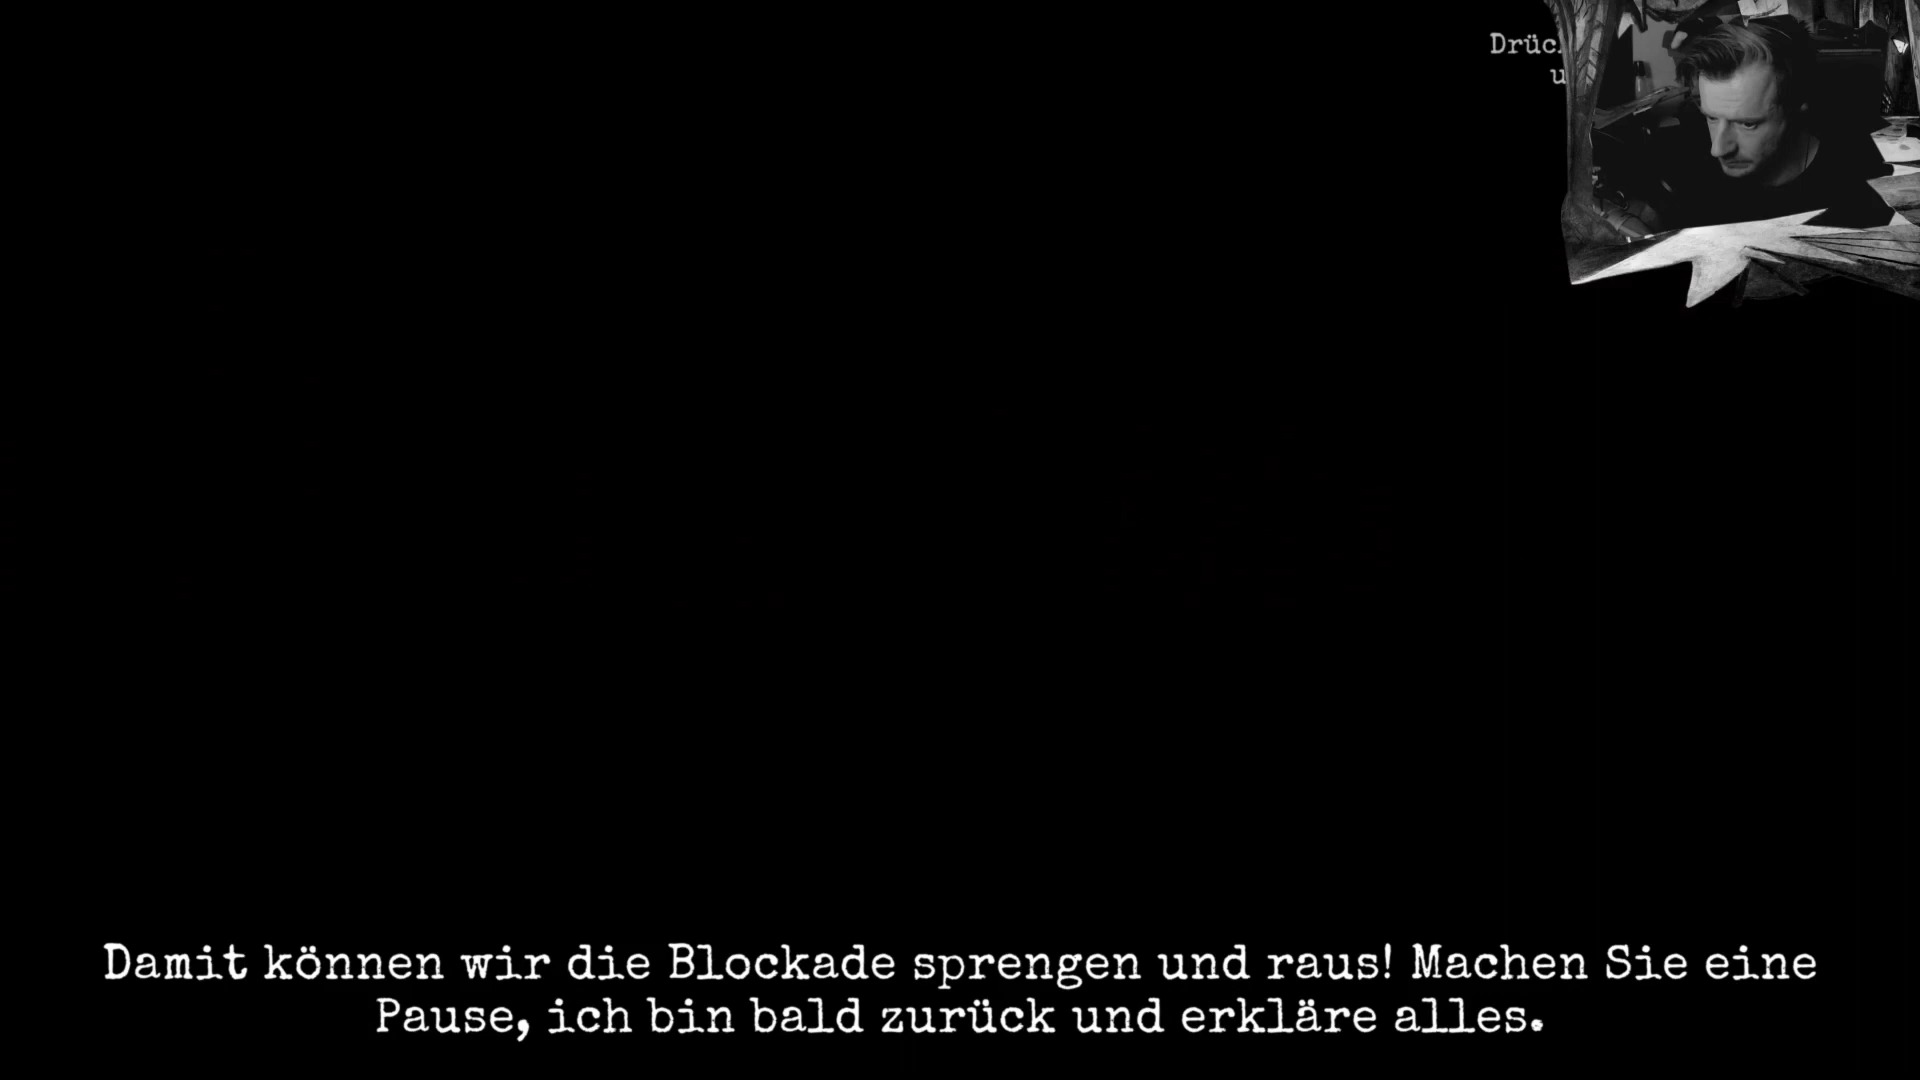 Damit können wir die Blockade sprengen und raus! Machen Sie eine
Pause, ich bin bald zurück und erkläre alles.